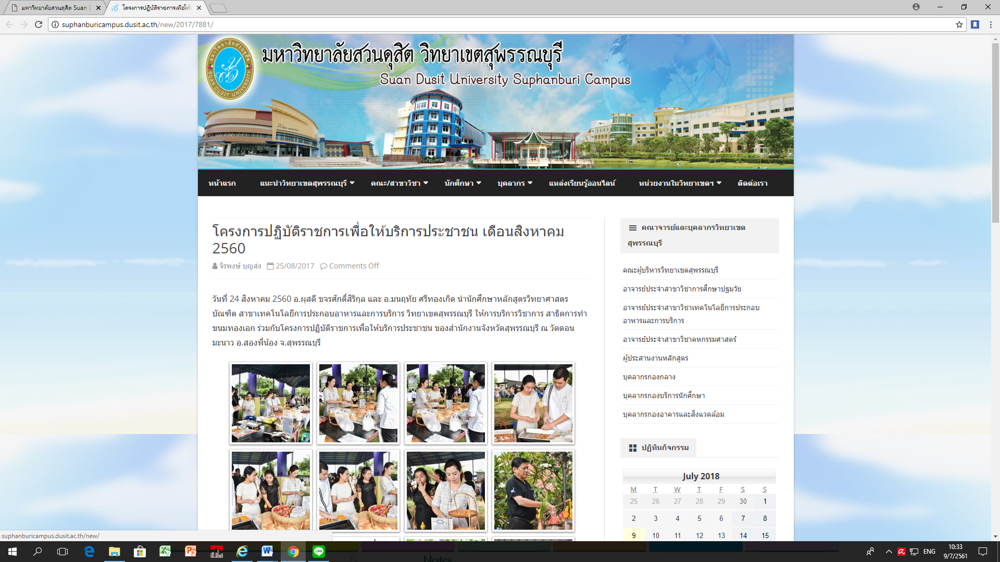 มหาวิทยาลัยสวนดุสิต Suan D
โครงการปฏิบัติราชการเพื่อให้
suphanburicampus.dusit.ac.th/new/2017/7881/
มหาวิทยาลัยสวนดุสิต
SUAN DUSIT UNIVERSITY
มหาวิทยาลัยสวนดุสิต วิทยาเขตสุพรรณบุรี
Suan Dusit University Suphanburi Campus
หน้าแรก แนะนำวิทยาเขตสุพรรณบุรี คณะ/สาขาวิชา นักศึกษา บุคลากร แหล่งเรียนรู้ออนไลน์ หน่วยงานในวิทยาเขตฯ ติดต่อเรา
โครงการปฏิบัติราชการเพื่อให้บริการประชาชน เดือนสิงหาคม
2560
จิรพงษ์ บุญส่ง 25/08/2017 Comments Off
วันที่ 24 สิงหาคม 2560 อ.ผุสดี ขจรศักดิ์สิริกุล และ อ.มนฤทัย ศรีทองเกิด นำนักศึกษาหลักสูตรวิทยาศาสตร
บัณฑิต สาขาเทคโนโลยีการประกอบอาหารและการบริการ วิทยาเขตสุพรรณบุรี ให้การบริการวิชาการ สาธิตการทำ
ขนมทองเอก ร่วมกับโครงการปฏิบัติราชการเพื่อให้บริการประชาชน ของสำนักงานจังหวัดสุพรรณบุรี ณ วัดดอน
มะนาว อ.สองพี่น้อง จ.สุพรรณบุรี
คณาจารย์และบุคลากรวิทยาเขต
สุพรรณบุรี
คณะผู้บริหารวิทยาเขตสุพรรณบุรี
อาจารย์ประจำสาขาวิชาการศึกษาปฐมวัย
อาจารย์ประจำสาขาวิชาเทคโนโลยีการประกอบ
อาหารและการบริการ
อาจารย์ประจำสาขาวิชาคหกรรมศาสตร์
ผู้ประสานงานหลักสูตร
บุคลากรกองกลาง
บุคลากรกองบริการนักศึกษา
บุคลากรกองอาคารและสิ่งแวดล้อม
ปฏิทินกิจกรรม
July 2018
M T W T F S S
25 26 27 28 29 30 1
2 3 4 5 6 7 8
9 10 11 12 13 14 15
suphanburicampus.dusit.ac.th/new/
SPSS
LINE
Notes
ENG
10:33
9/7/2561